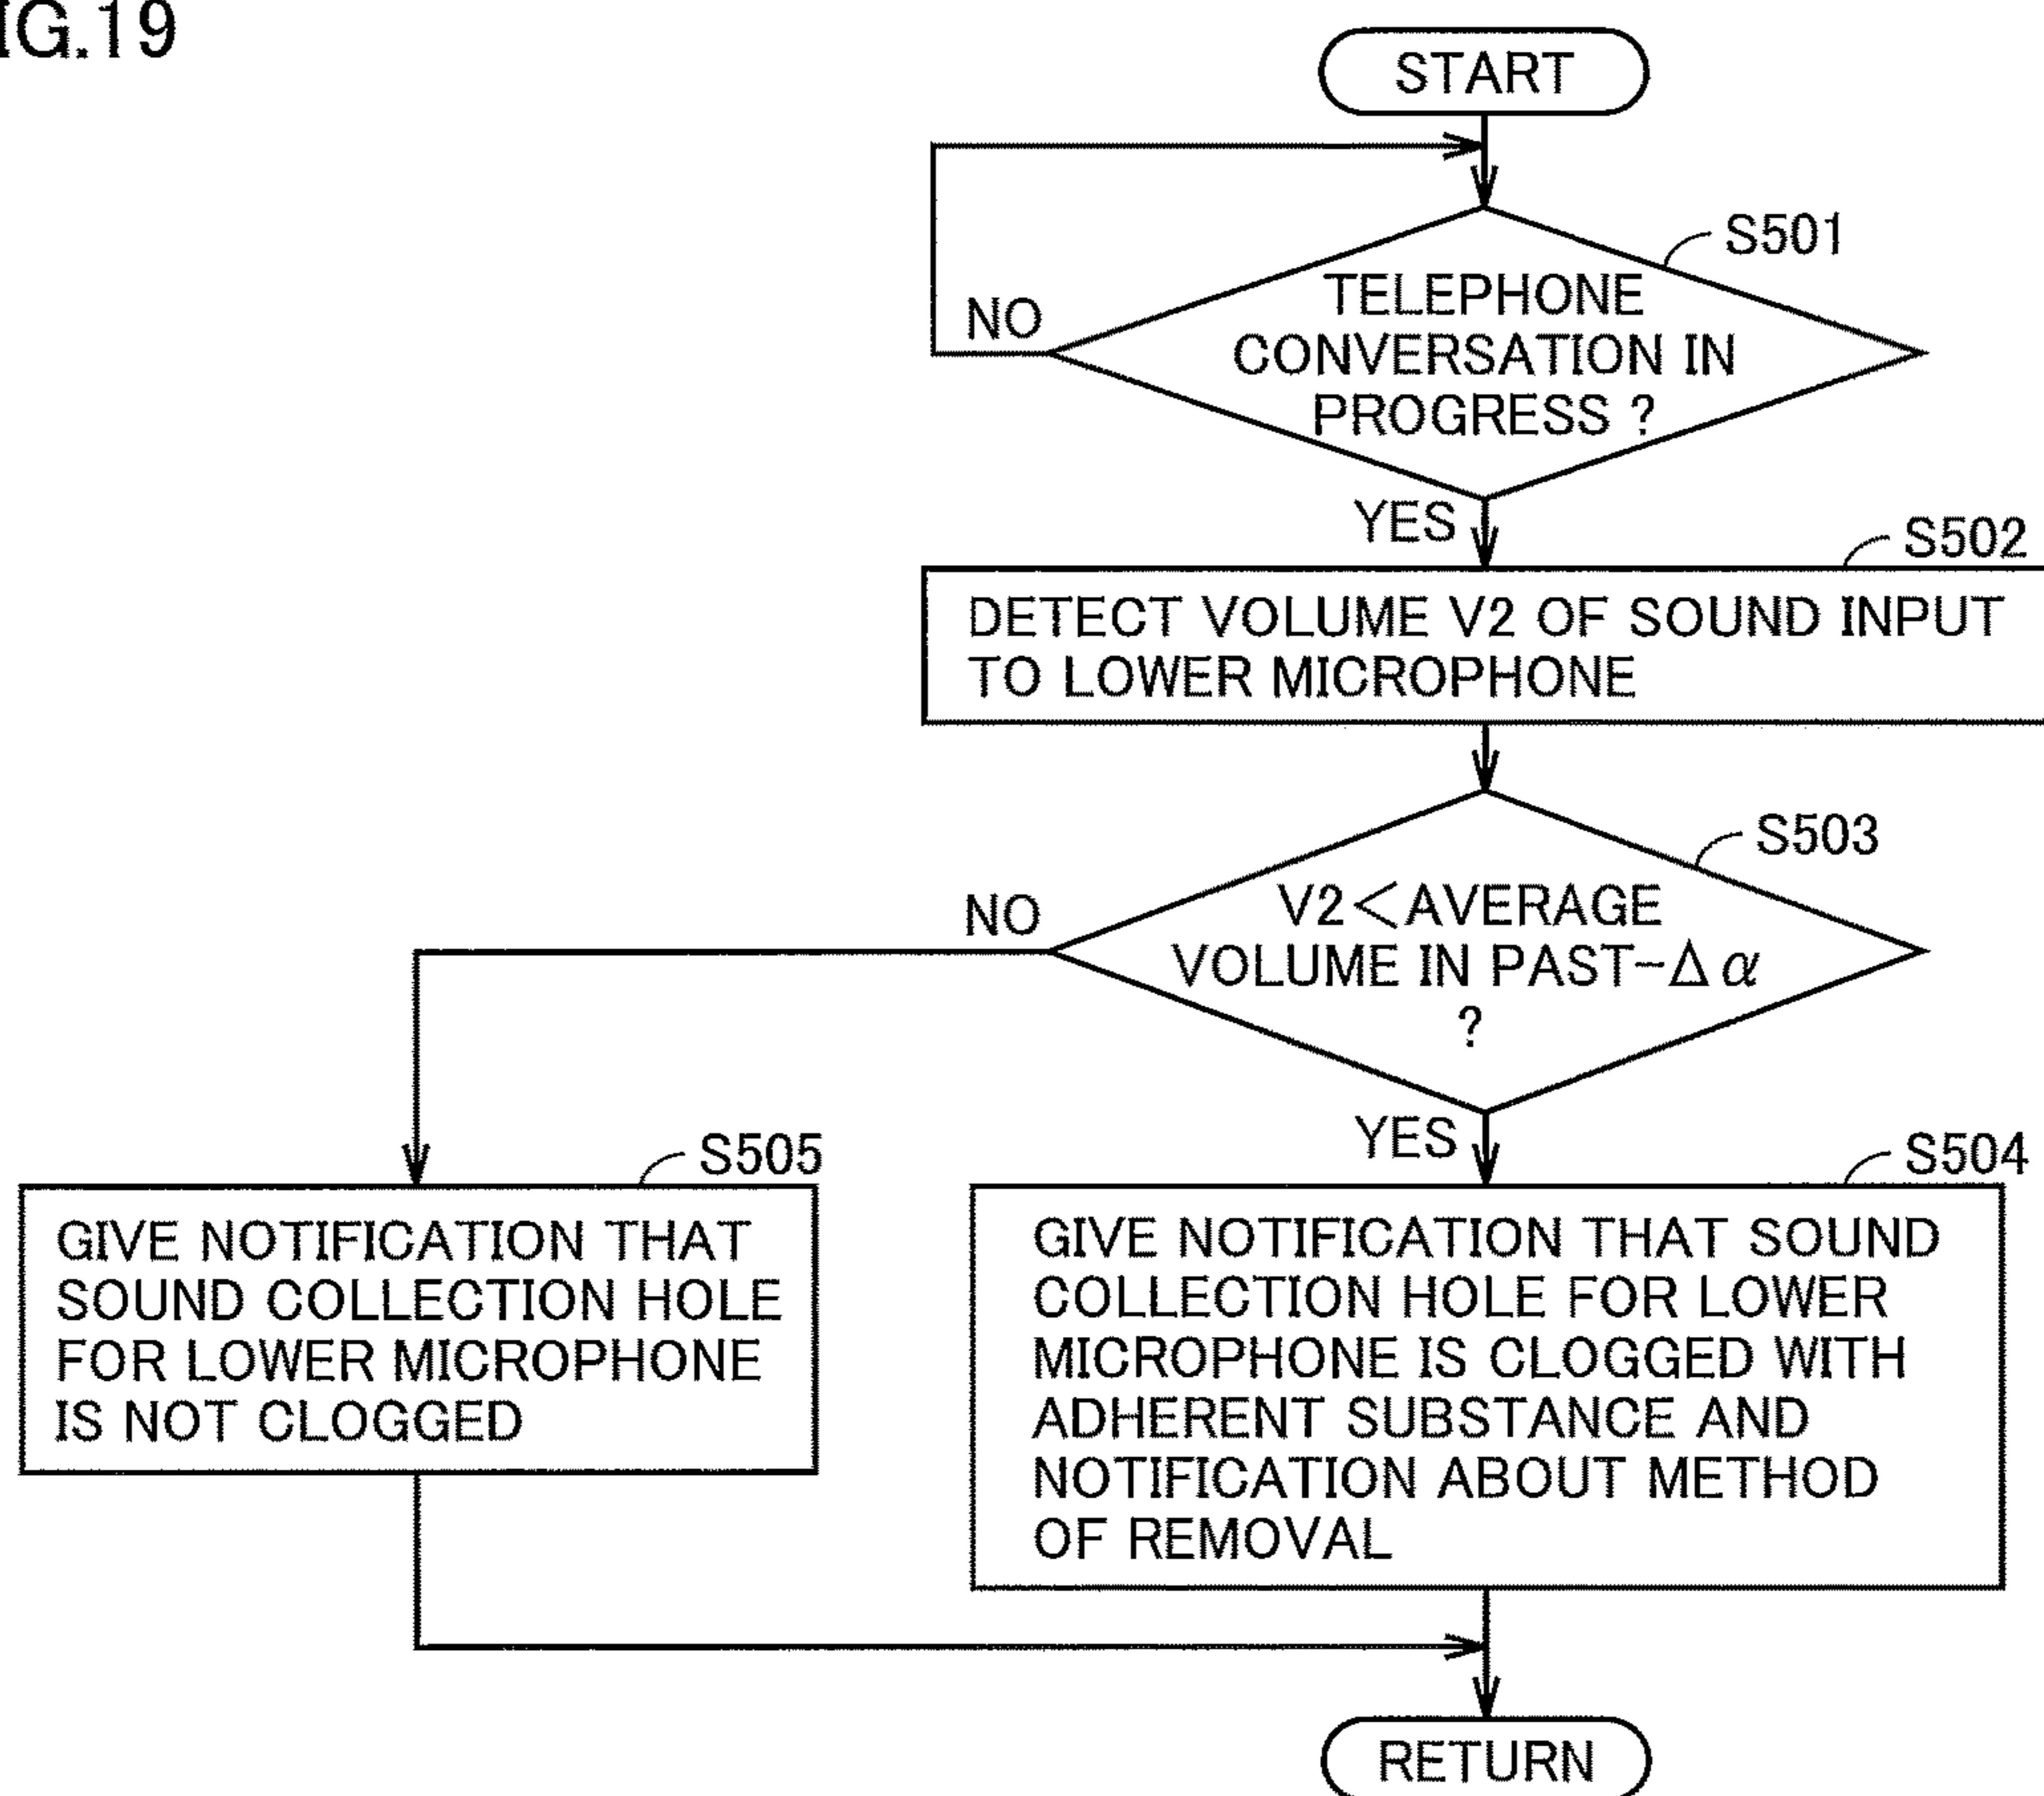 IG.19
START
S501
TELEPHONE
CONVERSATION IN
PROGRESS ?
NO
YES
S502
DETECT VOLUME V2 OF SOUND INPUT
TO LOWER MICROPHONE
S503
V2<AVERAGE
VOLUME IN PAST-Δα
?
NO
YES
S505
GIVE NOTIFICATION THAT
SOUND COLLECTION HOLE
FOR LOWER MICROPHONE
IS NOT CLOGGED
S504
GIVE NOTIFICATION THAT SOUND
COLLECTION HOLE FOR LOWER
MICROPHONE IS CLOGGED WITH
ADHERENT SUBSTANCE AND
NOTIFICATION ABOUT METHOD
OF REMOVAL
RETURN